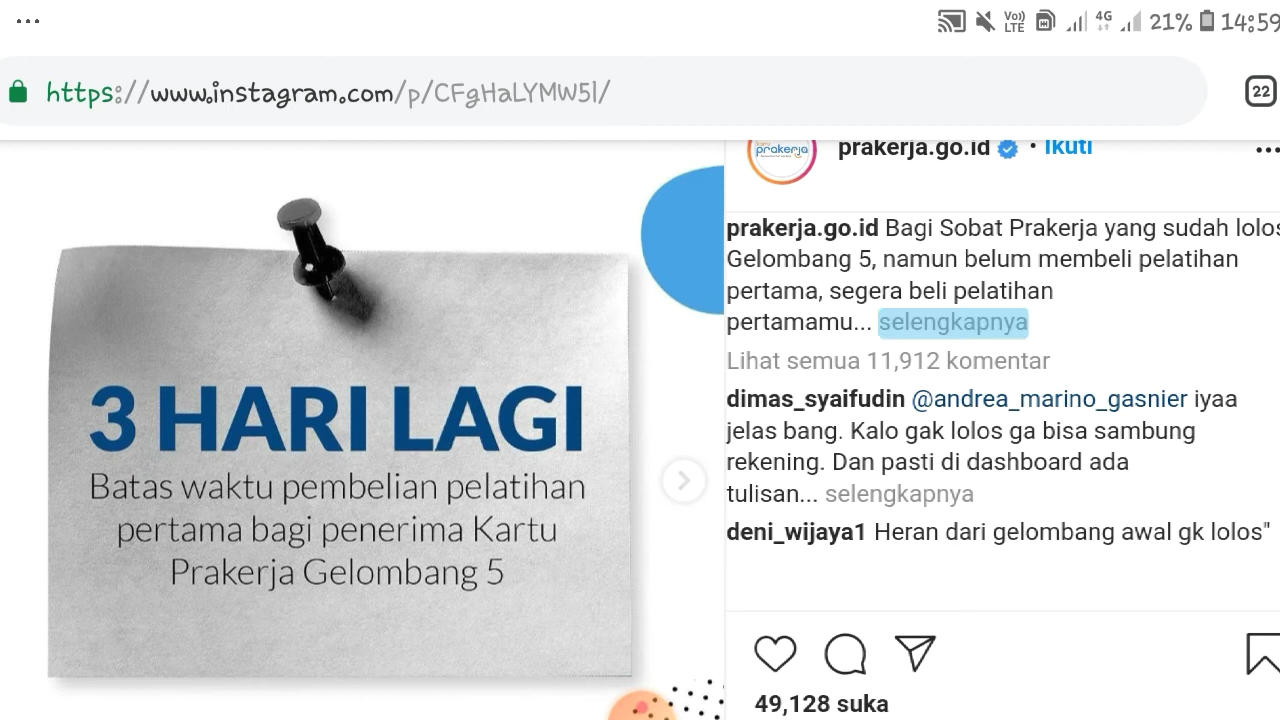 Vo))
LTE
4G
21%
14:59
https://www.instagram.com/p/CFgHaLYMW5l/
22
prakerja
prakerja.go.id • Ikuti
prakerja.go.id Bagi Sobat Prakerja yang sudah lolos
Gelombang 5, namun belum membeli pelatihan
pertama, segera beli pelatihan
pertamamu... selengkapnya
Lihat semua 11,912 komentar
dimas_syaifudin @andrea_marino_gasnier iyaa
jelas bang. Kalo gak lolos ga bisa sambung
rekening. Dan pasti di dashboard ada
tulisan... selengkapnya
deni_wijaya1 Heran dari gelombang awal gk lolos"
49,128 suka
3 HARI LAGI
Batas waktu pembelian pelatihan
pertama bagi penerima Kartu
Prakerja Gelombang 5